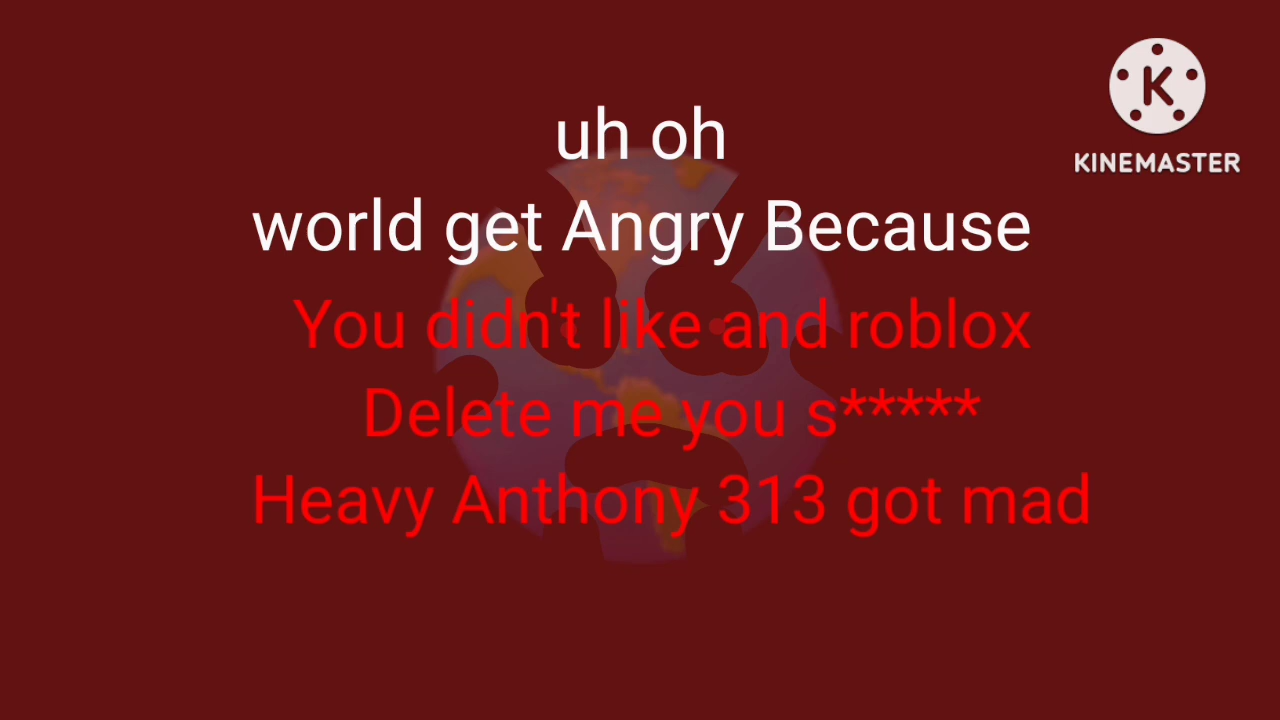 uh oh
KINEMASTER
world get Angry Because
You didn't like and roblox
Delete me you s*****
Heavy Anthony 313 got mad